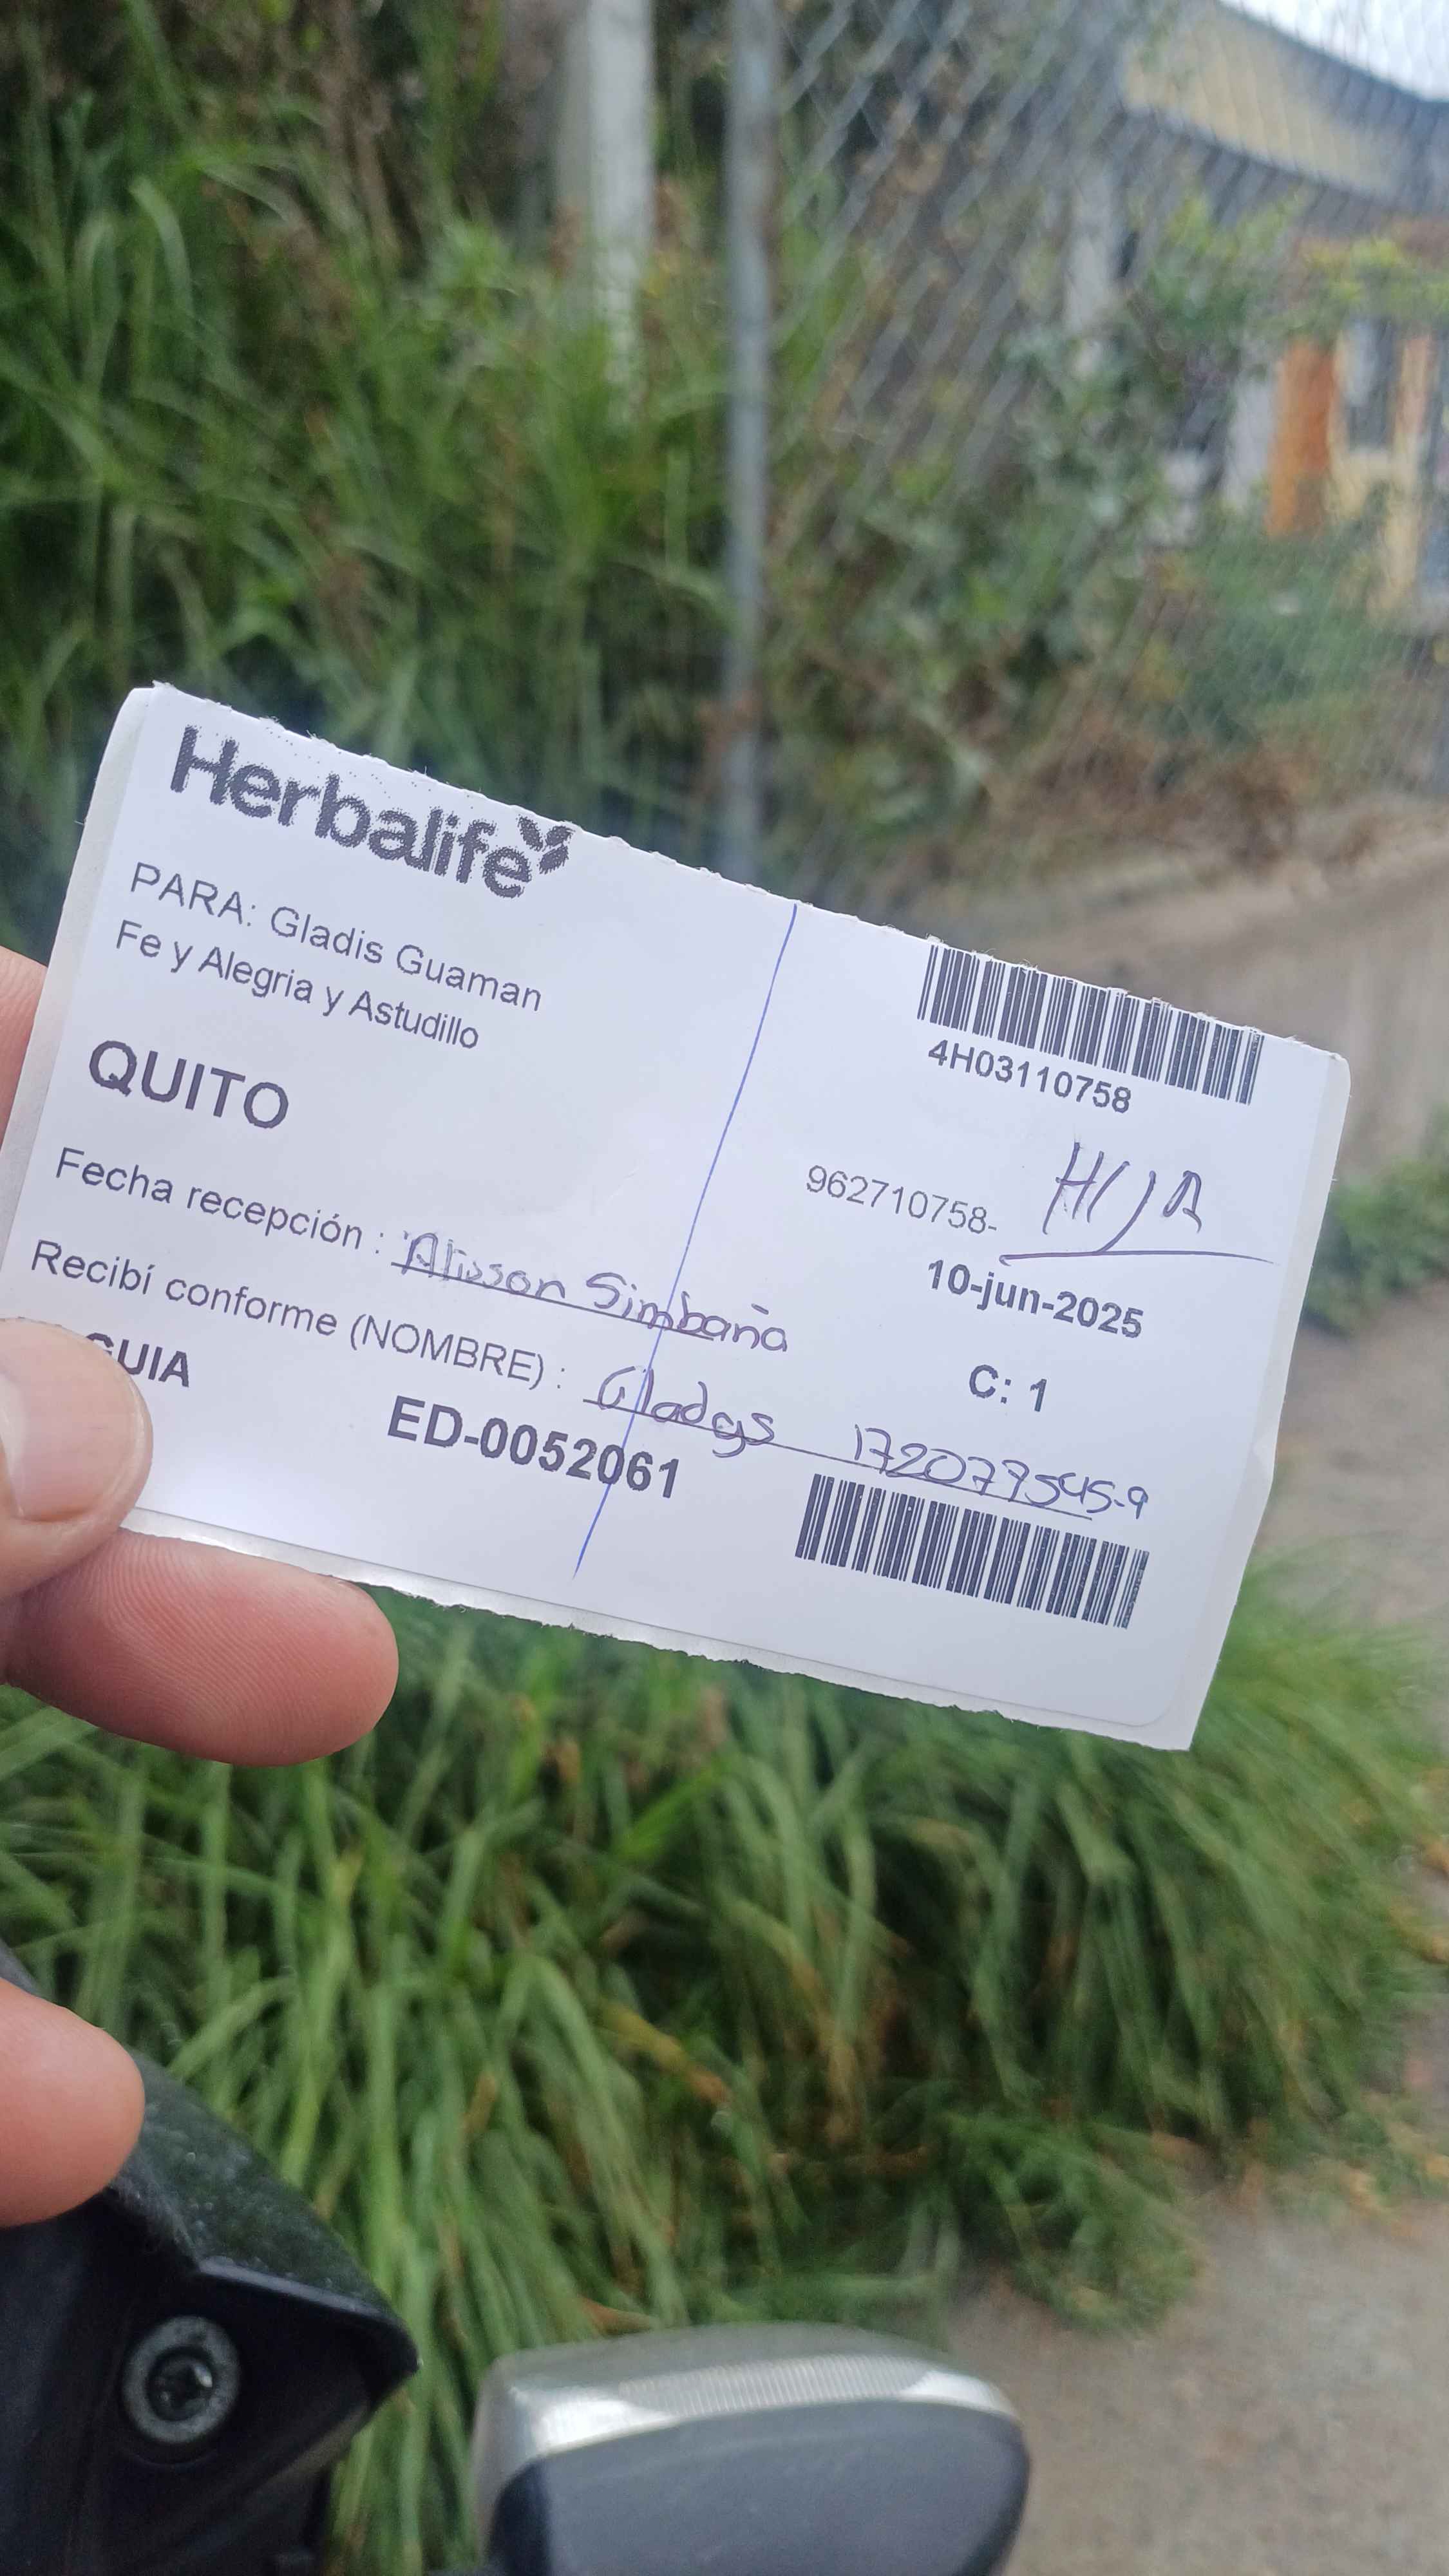 Herbalife
PARA: Gladis Guaman
Fe y Alegria y Astudillo
QUITO
4H03110758
962710758-
HIJA
10-jun-2025
C: 1
Fecha recepción : Alisson Simbaña
Recibí conforme (NOMBRE) : Gladys 172077545-9
GUIA
ED-0052061